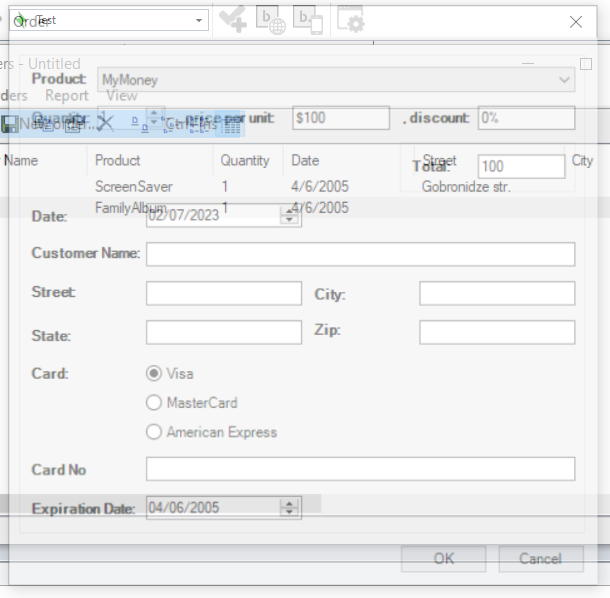 Order Test
Orders - Untitled
Product: MyMoney
Orders Report View
Quantity: price per unit: $100 , discount: 0%
New order... Ctrl+Ins
Name Product Quantity Date Street City
Total: 100
ScreenSaver 1 4/6/2005 Gobronidze str.
FamilyAlbum 1 4/6/2005
Date: 02/07/2023
Customer Name:
Street: City:
State: Zip:
Card: Visa
MasterCard
American Express
Card No
Expiration Date: 04/06/2005
OK Cancel